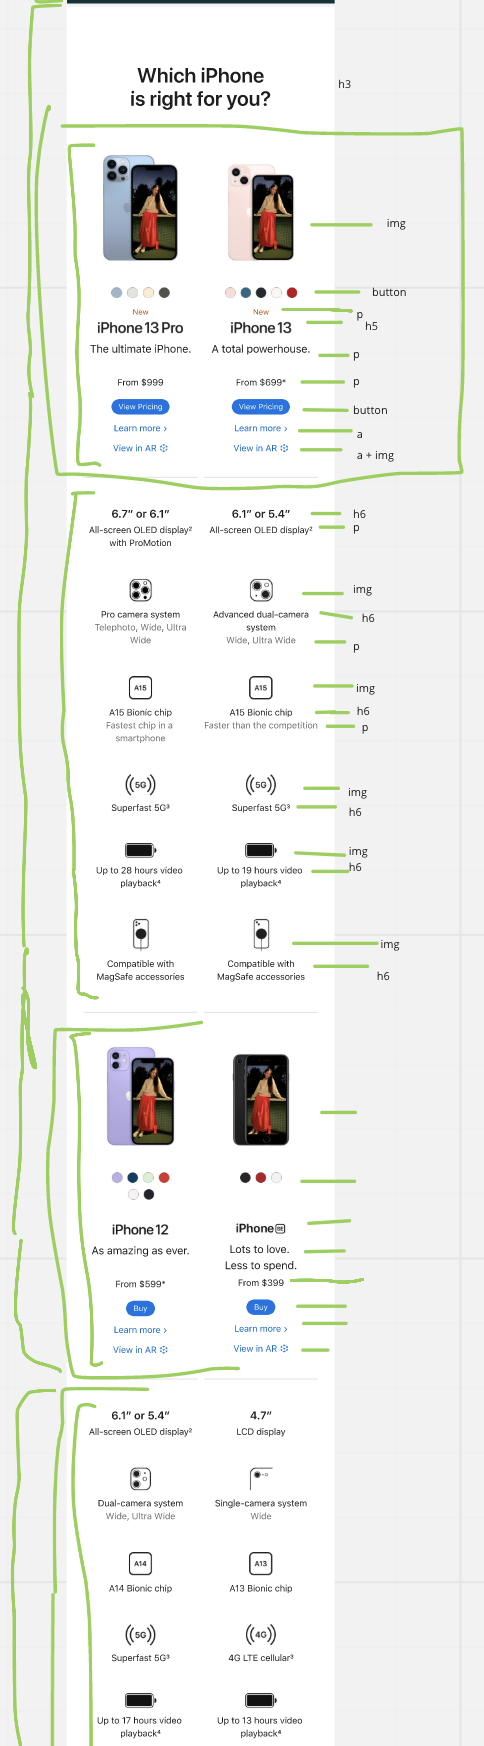 Which iPhone
is right for you?
h3
img
button
New
New
p
iPhone 13 Pro
iPhone 13
h5
The ultimate iPhone.
A total powerhouse.
p
From $999
From $699*
p
View Pricing
View Pricing
button
Learn more >
Learn more >
a
View in AR
View in AR
a + img
6.7" or 6.1"
6.1" or 5.4"
h6
All-screen OLED display²
with ProMotion
All-screen OLED display²
p
img
Pro camera system
Telephoto, Wide, Ultra
Wide
Advanced dual-camera
system
Wide, Ultra Wide
h6
p
A15
A15
img
A15 Bionic chip
Fastest chip in a
smartphone
A15 Bionic chip
Faster than the competition
h6
p
5G
5G
img
Superfast 5G³
Superfast 5G³
h6
img
Up to 28 hours video
playback⁴
Up to 19 hours video
playback⁴
h6
img
Compatible with
MagSafe accessories
Compatible with
MagSafe accessories
h6
iPhone 12
iPhone SE
As amazing as ever.
Lots to love.
Less to spend.
From $599*
From $399
Buy
Buy
Learn more >
Learn more >
View in AR
View in AR
6.1" or 5.4"
4.7"
All-screen OLED display²
LCD display
Dual-camera system
Wide, Ultra Wide
Single-camera system
Wide
A14
A13
A14 Bionic chip
A13 Bionic chip
5G
4G
Superfast 5G³
4G LTE cellular³
Up to 17 hours video
playback⁴
Up to 13 hours video
playback⁴